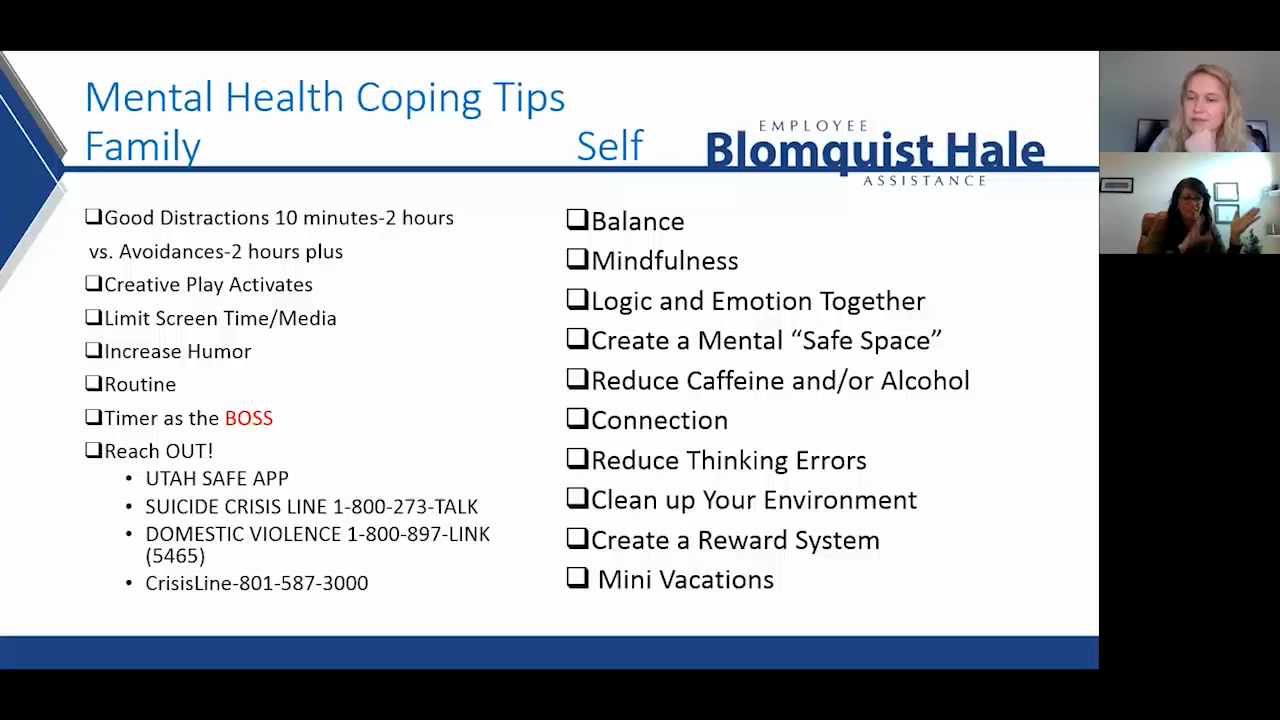 Mental Health Coping Tips
Family
Self
EMPLOYEE
Blomquist Hale
ASSISTANCE
❑Good Distractions 10 minutes-2 hours
vs. Avoidances-2 hours plus
❑Creative Play Activates
❑Limit Screen Time/Media
❑Increase Humor
❑Routine
❑Timer as the BOSS
❑Reach OUT!
• UTAH SAFE APP
• SUICIDE CRISIS LINE 1-800-273-TALK
• DOMESTIC VIOLENCE 1-800-897-LINK
(5465)
• CrisisLine-801-587-3000
❑Balance
❑Mindfulness
❑Logic and Emotion Together
❑Create a Mental “Safe Space”
❑Reduce Caffeine and/or Alcohol
❑Connection
❑Reduce Thinking Errors
❑Clean up Your Environment
❑Create a Reward System
❑ Mini Vacations